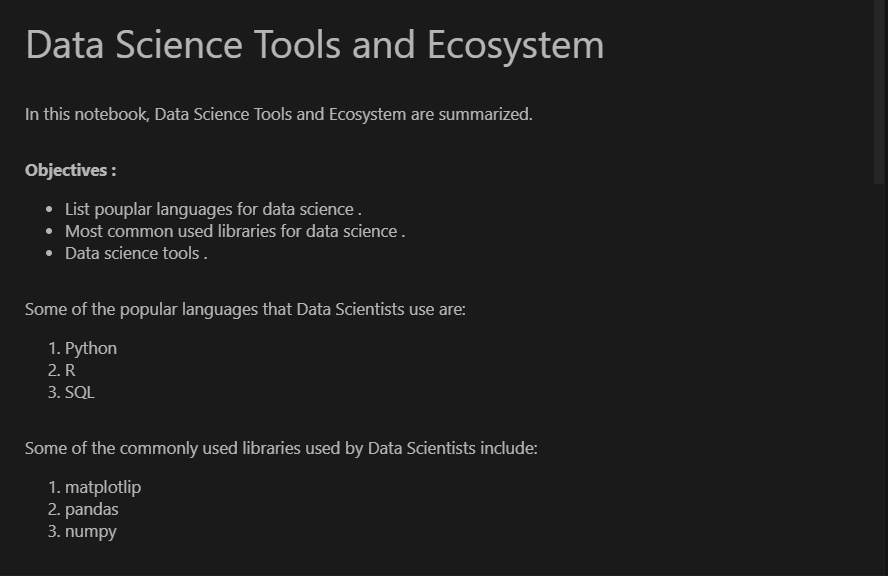 Data Science Tools and Ecosystem
In this notebook, Data Science Tools and Ecosystem are summarized.
Objectives :
• List pouplar languages for data science .
• Most common used libraries for data science .
• Data science tools .
Some of the popular languages that Data Scientists use are:
1. Python
2. R
3. SQL
Some of the commonly used libraries used by Data Scientists include:
1. matplotlip
2. pandas
3. numpy